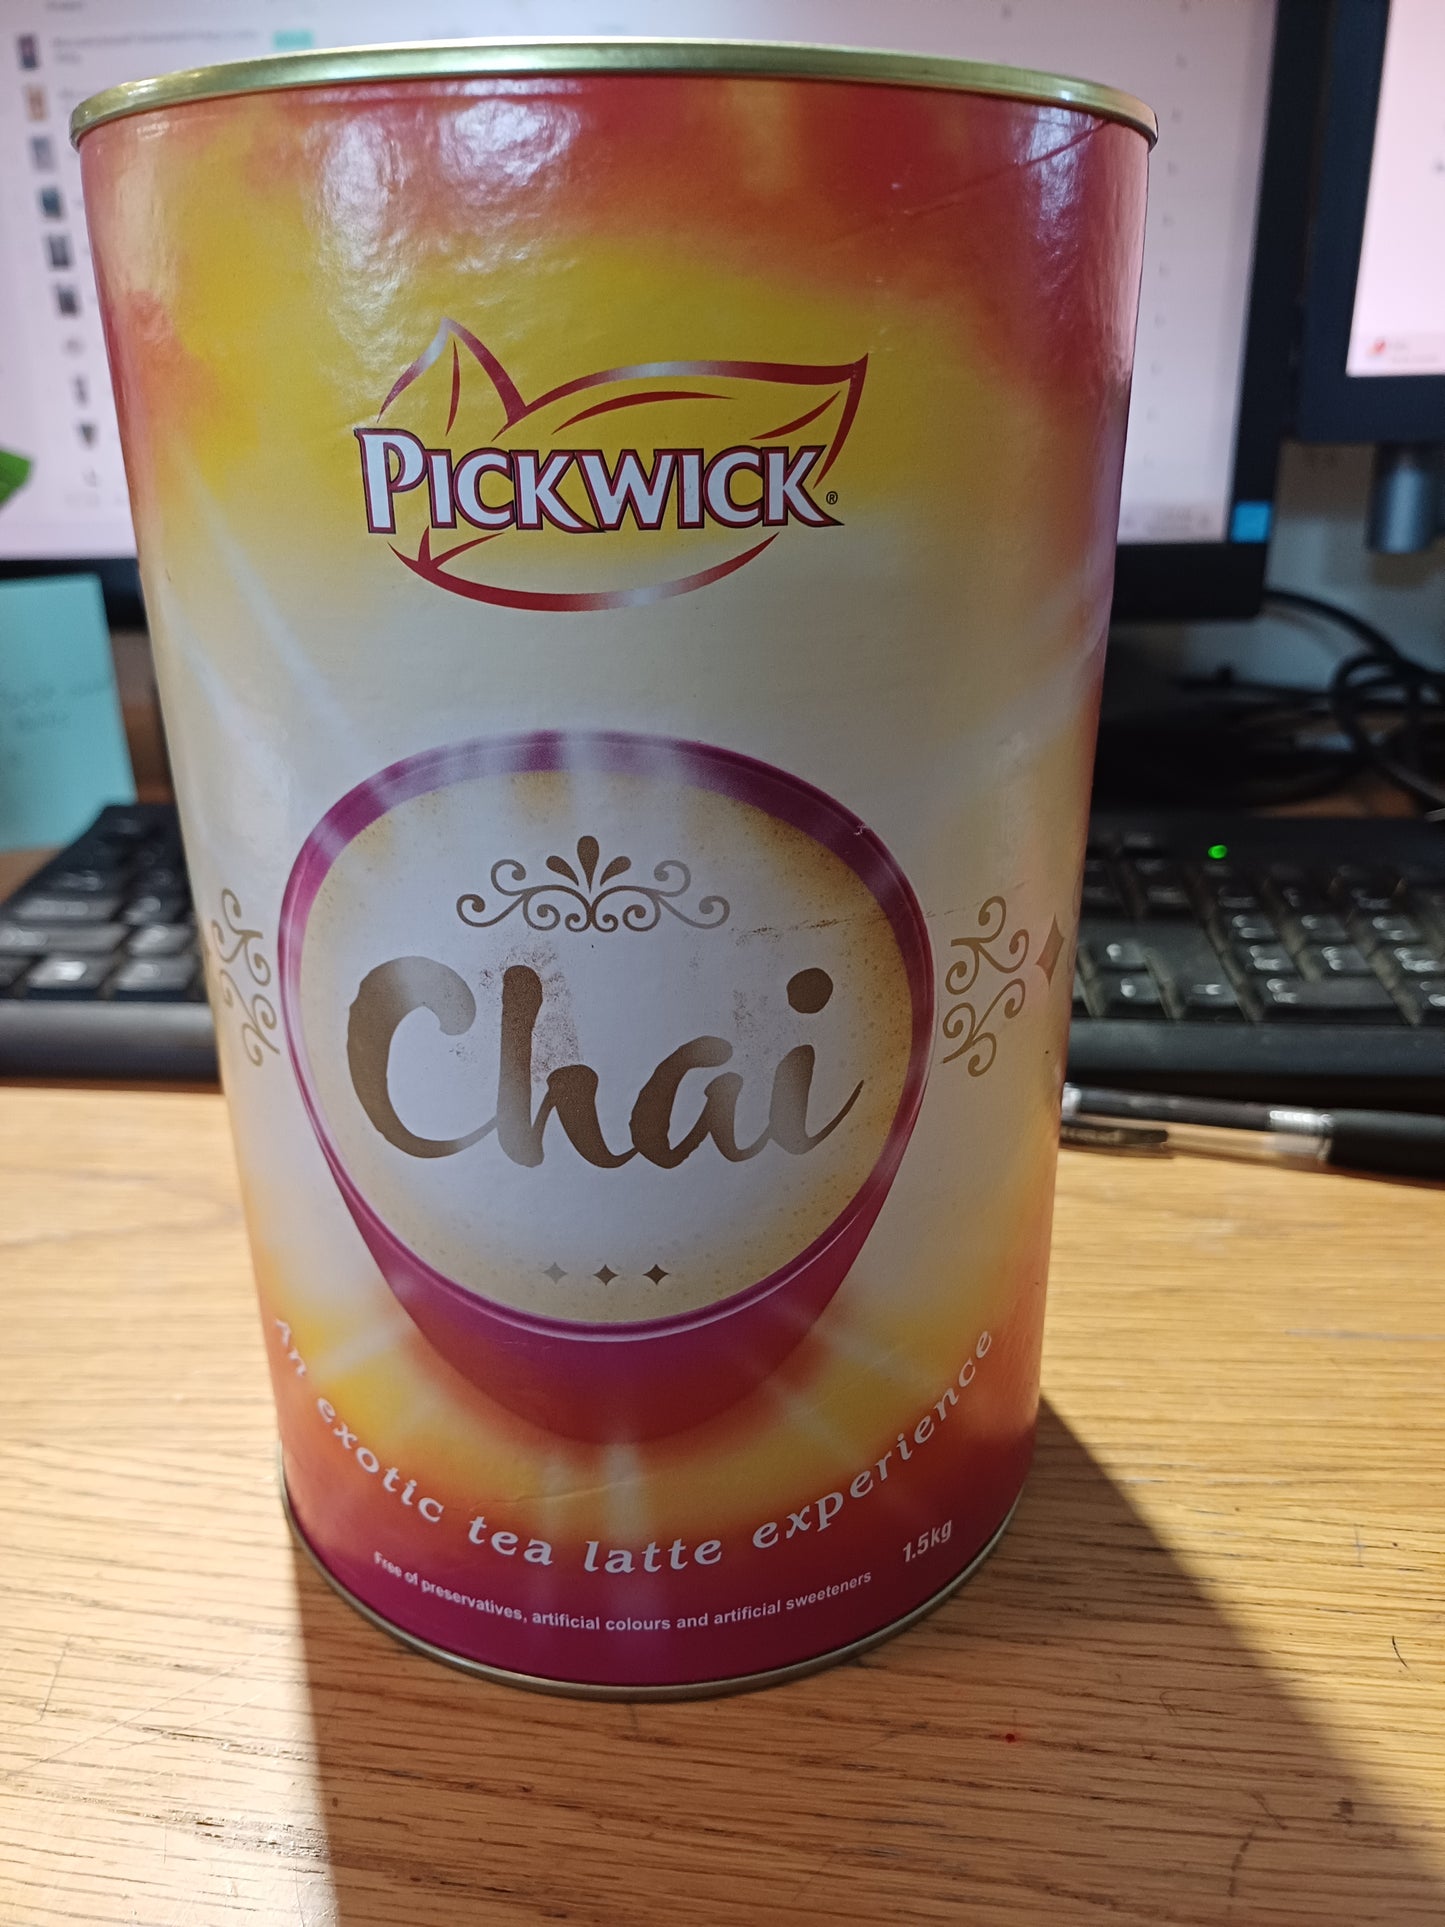 PICKWICK®
Chai
An exotic tea latte experience
1.5kg
Free of preservatives, artificial colours and artificial sweeteners